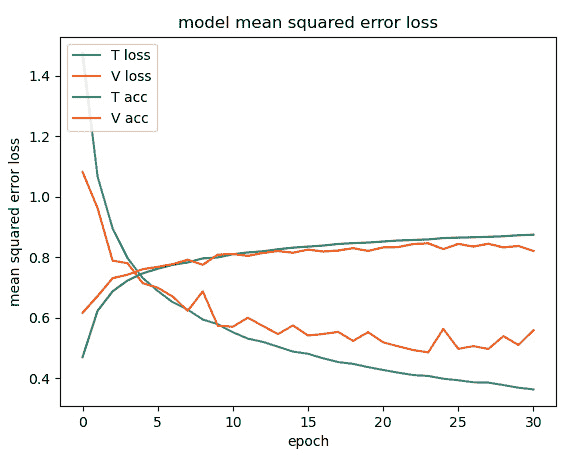 model mean squared error loss
T loss
V loss
T acc
V acc
1.4
1.2
1.0
0.8
0.6
0.4
mean squared error loss
0 5 10 15 20 25 30
epoch